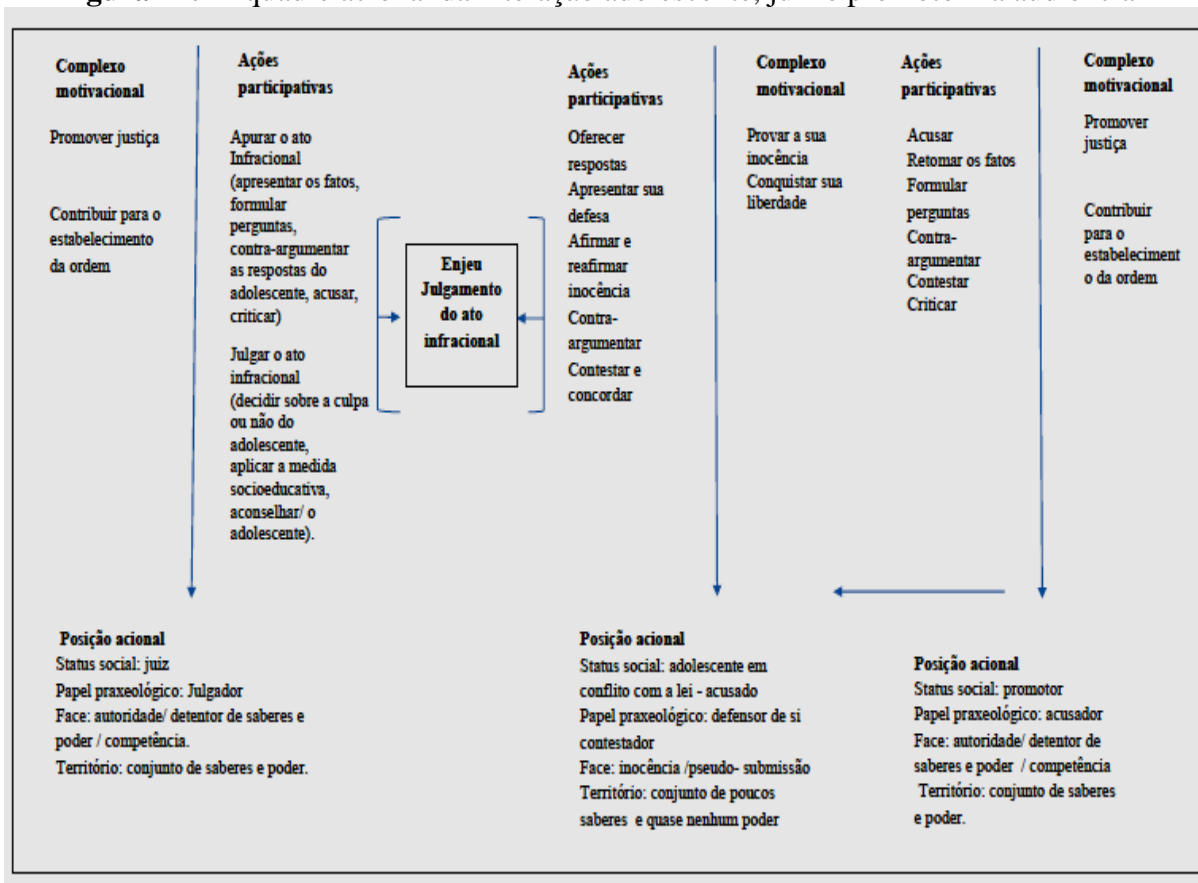 Complexo
motivacional
Promover justiça
Contribuir para o
estabelecimento
da ordem
Ações
participativas
Apurar o ato
Infracional
(apresentar os fatos,
formular
perguntas,
contra-argumentar
as respostas do
adolescente, acusar,
criticar)
Julgar o ato
infracional
(decidir sobre a culpa
ou não do
adolescente,
aplicar a medida
socioeducativa,
aconselhar/ o
adolescente).
Enjeu
Julgamento
do ato
infracional
Ações
participativas
Oferecer
respostas
Apresentar sua
defesa
Afirmar e
reafirmar
inocência
Contra-
argumentar
Contestar e
concordar
Complexo
motivacional
Provar a sua
inocência
Conquistar sua
liberdade
Ações
participativas
Acusar
Retomar os fatos
Formular
perguntas
Contra-
argumentar
Contestar
Criticar
Complexo
motivacional
Promover
justiça
Contribuir
para o
estabeleciment
o da ordem
Posição acional
Status social: juiz
Papel praxeológico: Julgador
Face: autoridade/ detentor de saberes e
poder / competência.
Território: conjunto de saberes e poder.
Posição acional
Status social: adolescente em
conflito com a lei - acusado
Papel praxeológico: defensor de si
contestador
Face: inocência /pseudo- submissão
Território: conjunto de poucos
saberes e quase nenhum poder
Posição acional
Status social: promotor
Papel praxeológico: acusador
Face: autoridade/ detentor de
saberes e poder / competência
Território: conjunto de saberes
e poder.